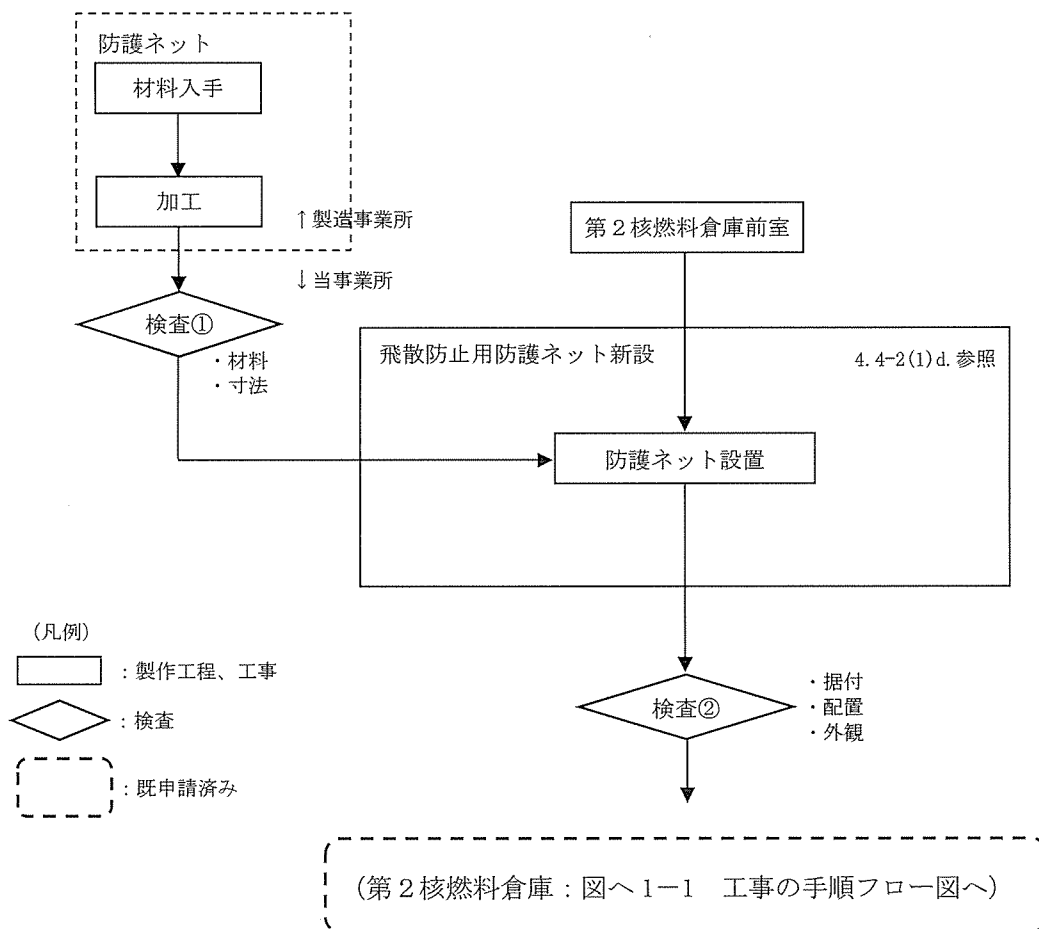 防護ネット
材料入手
加工
↑製造事業所
↓当事業所
検査①
・材料
・寸法
第２核燃料倉庫前室
飛散防止用防護ネット新設
4.4-2(1)d.参照
防護ネット設置
検査②
・据付
・配置
・外観
(凡例)
：製作工程、工事
：検査
：既申請済み
(第２核燃料倉庫：図ヘ1－1　工事の手順フロー図へ)